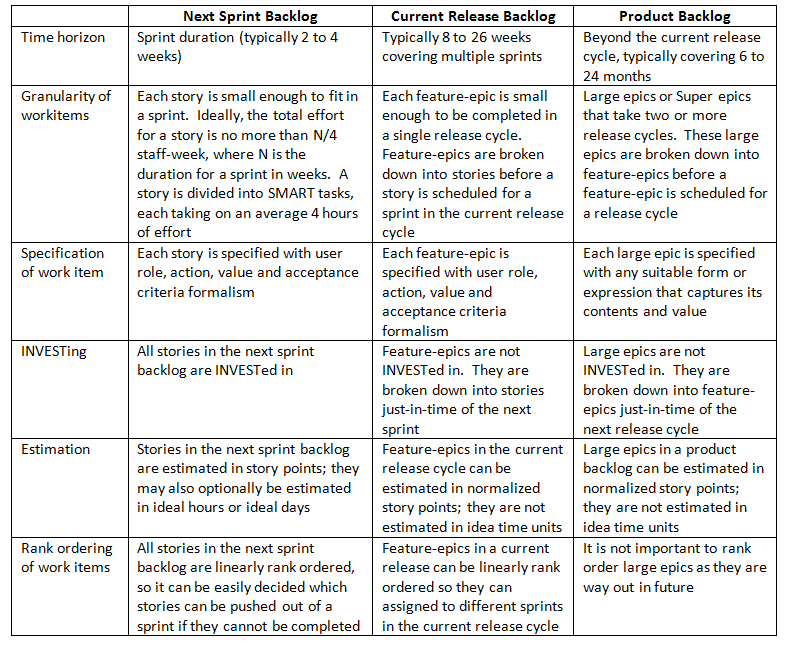 Next Sprint Backlog
Current Release Backlog
Product Backlog
Time horizon
Sprint duration (typically 2 to 4
weeks)
Typically 8 to 26 weeks
covering multiple sprints
Beyond the current release
cycle, typically covering 6 to
24 months
Granularity of
workitems
Each story is small enough to fit in
a sprint.  Ideally, the total effort
for a story is no more than N/4
staff-week, where N is the
duration for a sprint in weeks.  A
story is divided into SMART tasks,
each taking on an average 4 hours
of effort
Each feature-epic is small
enough to be completed in
a single release cycle.
Feature-epics are broken
down into stories before a
story is scheduled for a
sprint in the current release
cycle
Large epics or Super epics
that take two or more
release cycles.  These large
epics are broken down into
feature-epics before a
feature-epic is scheduled for
a release cycle
Specification
of work item
Each story is specified with user
role, action, value and acceptance
criteria formalism
Each feature-epic is
specified with user role,
action, value and
acceptance criteria
formalism
Each large epic is specified
with any suitable form or
expression that captures its
contents and value
INVESTing
All stories in the next sprint
backlog are INVESTed in
Feature-epics are not
INVESTed in.  They are
broken down into stories
just-in-time of the next
sprint
Large epics are not
INVESTed in.  They are
broken down into feature-
epics just-in-time of the
next release cycle
Estimation
Stories in the next sprint backlog
are estimated in story points; they
may also optionally be estimated
in ideal hours or ideal days
Feature-epics in the current
release cycle can be
estimated in normalized
story points; they are not
estimated in idea time units
Large epics in a product
backlog can be estimated in
normalized story points;
they are not estimated in
idea time units
Rank ordering
of work items
All stories in the next sprint
backlog are linearly rank ordered,
so it can be easily decided which
stories can be pushed out of a
sprint if they cannot be completed
Feature-epics in a current
release can be linearly rank
ordered so they can
assigned to different sprints
in the current release cycle
It is not important to rank
order large epics as they are
way out in future